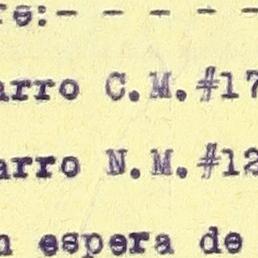 re:- - - - -
arro C.M.#17
arro N.M.#12
n espera de